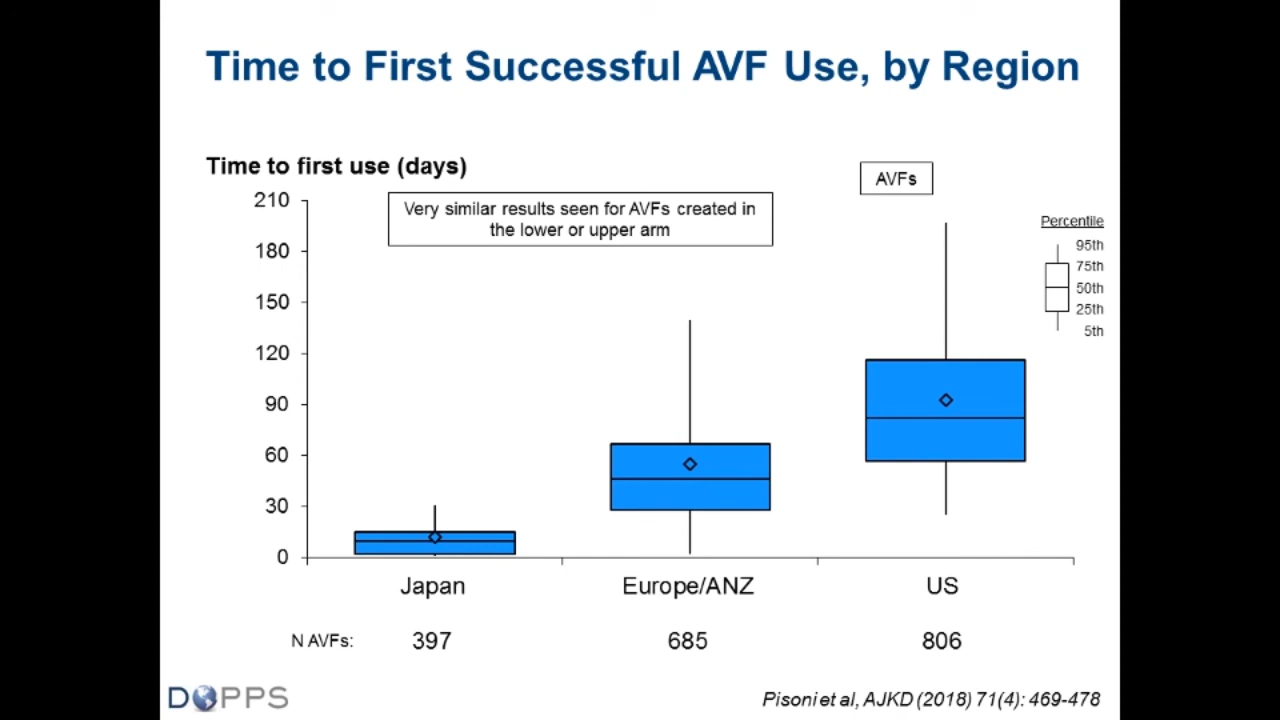 Time to First Successful AVF Use, by Region
Time to first use (days)
AVFs
Very similar results seen for AVFs created in
the lower or upper arm
Percentile
95th
75th
50th
25th
5th
210
180
150
120
90
60
30
0
Japan
Europe/ANZ
US
N AVFs:
397
685
806
DOPPS
Pisoni et al, AJKD (2018) 71(4): 469-478